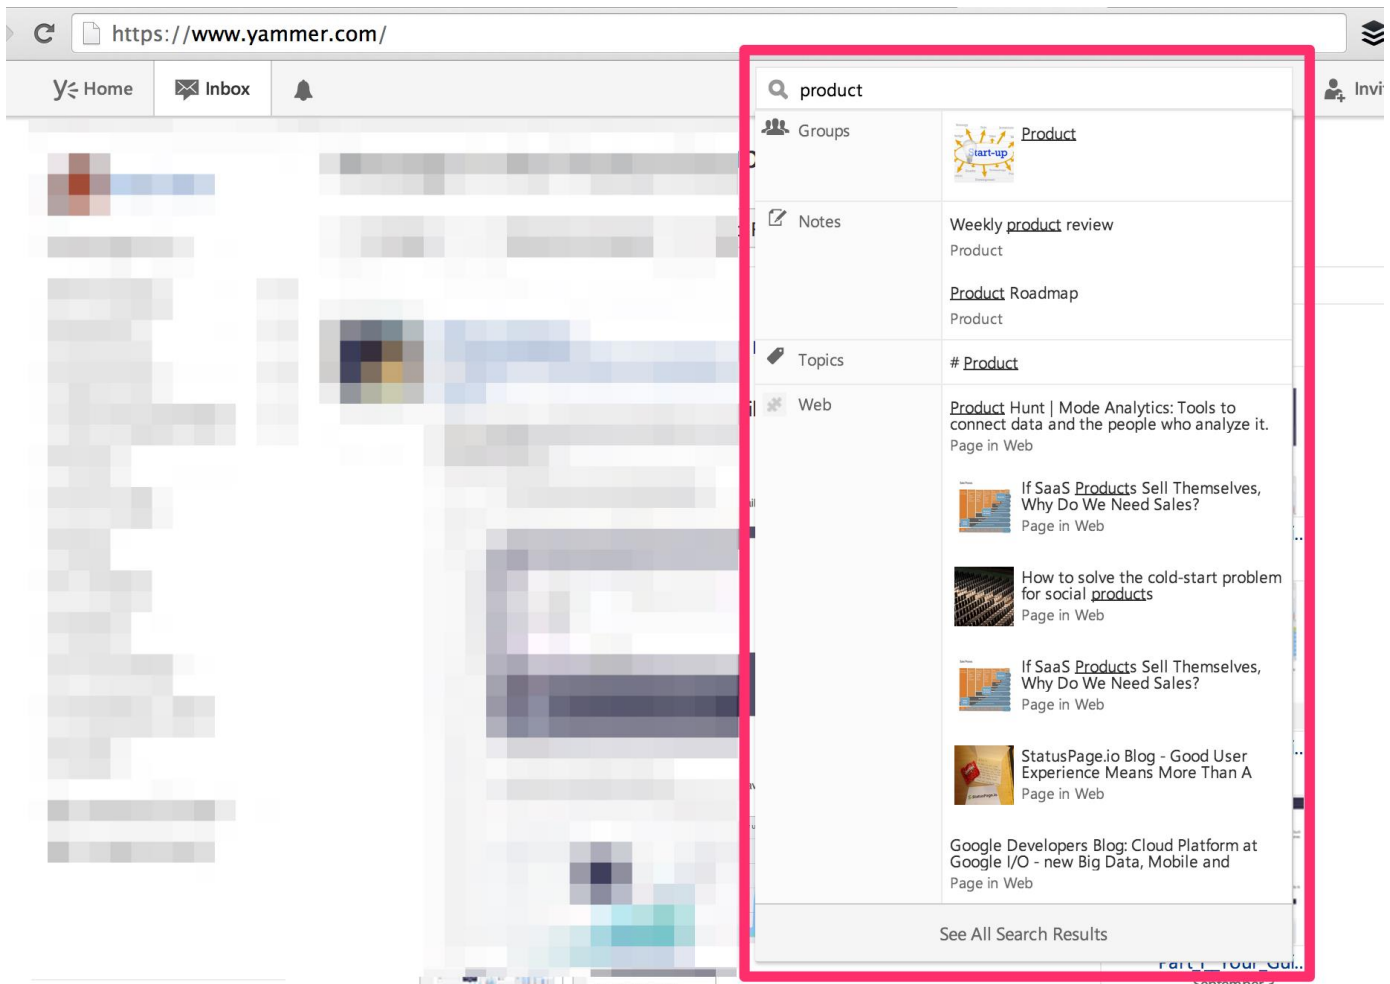 https://www.yammer.com/
Home
Inbox
product
Groups
Start-up
Product
Notes
Weekly product review
Product
Product Roadmap
Product
Topics
# Product
Web
Product Hunt | Mode Analytics: Tools to
connect data and the people who analyze it.
Page in Web
If SaaS Products Sell Themselves,
Why Do We Need Sales?
Page in Web
How to solve the cold-start problem
for social products
Page in Web
If SaaS Products Sell Themselves,
Why Do We Need Sales?
Page in Web
StatusPage.io Blog - Good User
Experience Means More Than A
Page in Web
Google Developers Blog: Cloud Platform at
Google I/O - new Big Data, Mobile and
Page in Web
See All Search Results